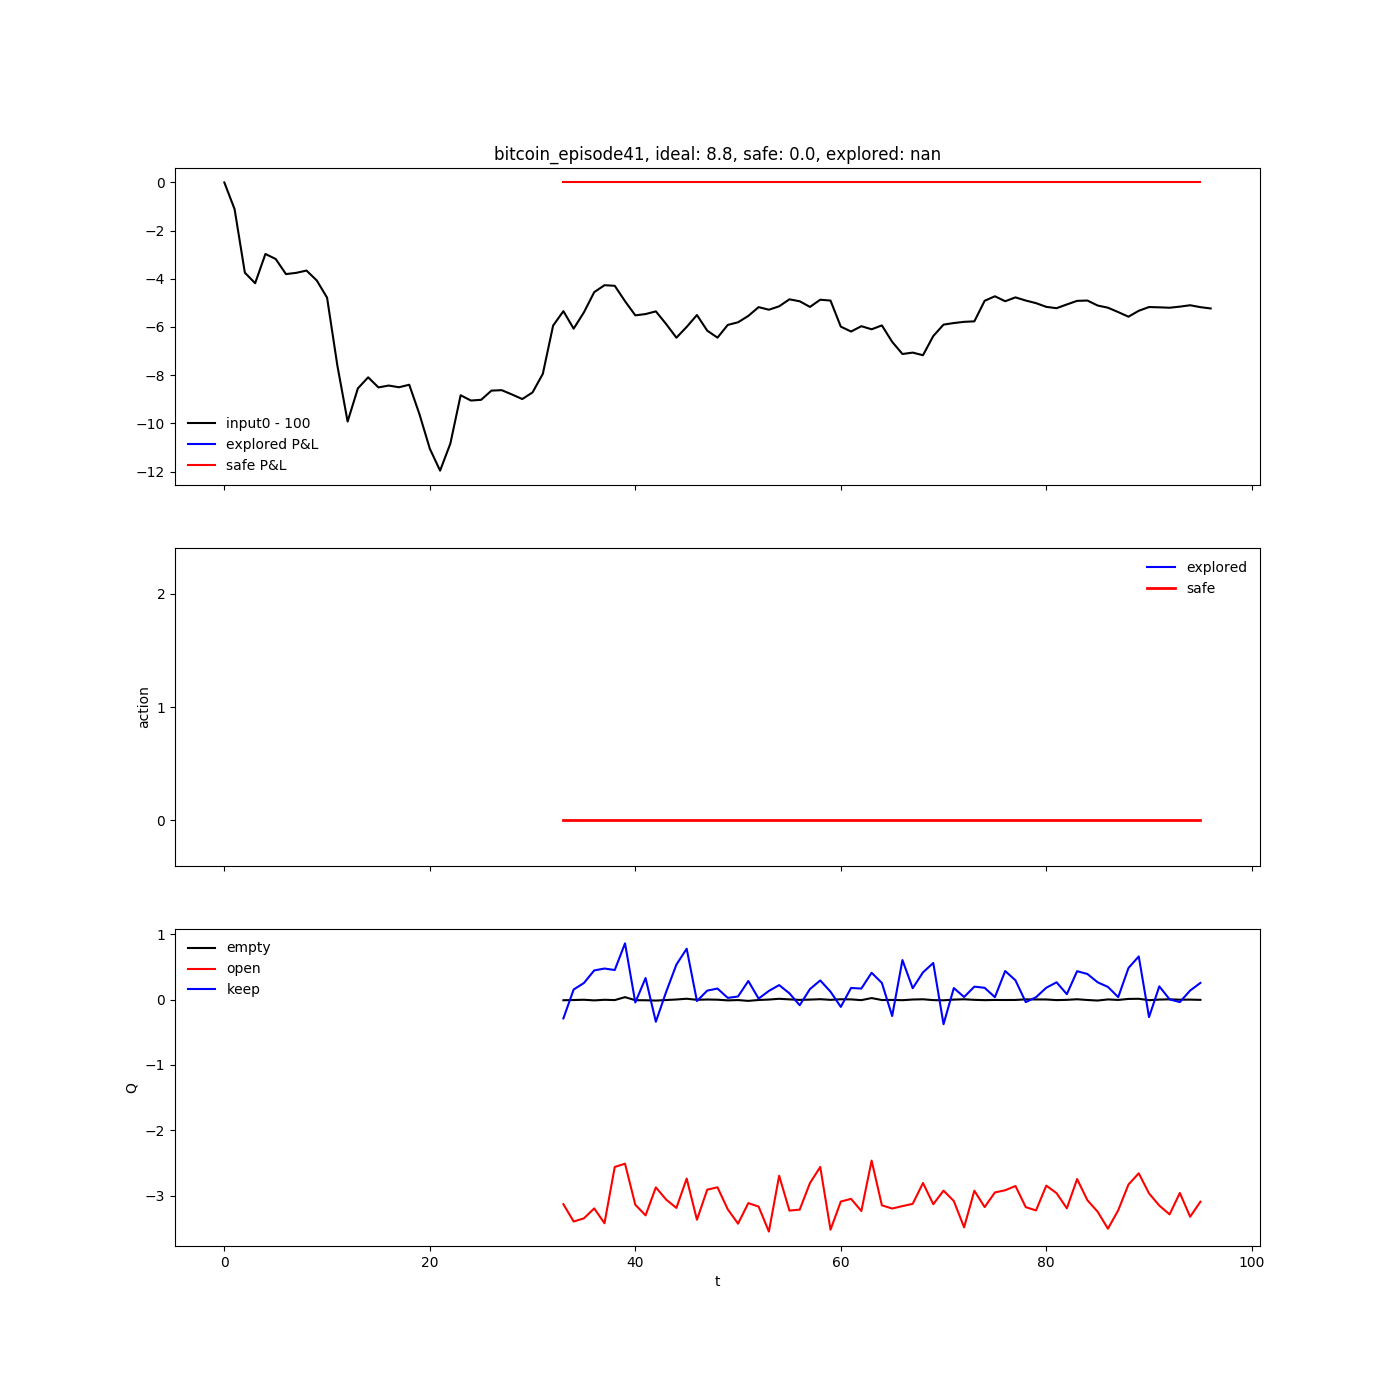 bitcoin_episode41, ideal: 8.8, safe: 0.0, explored: nan
0
−2
−4
−6
−8
−10
−12
input0 - 100
explored P&L
safe P&L
explored
safe
2
1
0
action
empty
open
keep
1
0
−1
−2
−3
Q
0
20
40
60
80
100
t